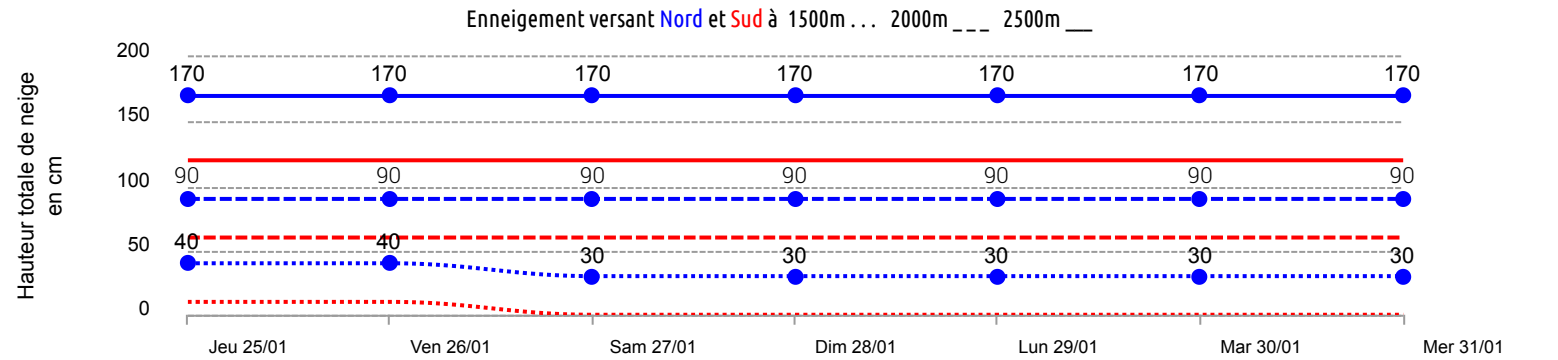 Enneigement versant Nord et Sud à 1500m . . . 2000m _ _ _ 2500m __
Hauteur totale de neige
en cm
200
170 170 170 170 170 170 170
150
100
90 90 90 90 90 90 90
50
40 40 30 30 30 30 30
0
Jeu 25/01 Ven 26/01 Sam 27/01 Dim 28/01 Lun 29/01 Mar 30/01 Mer 31/01